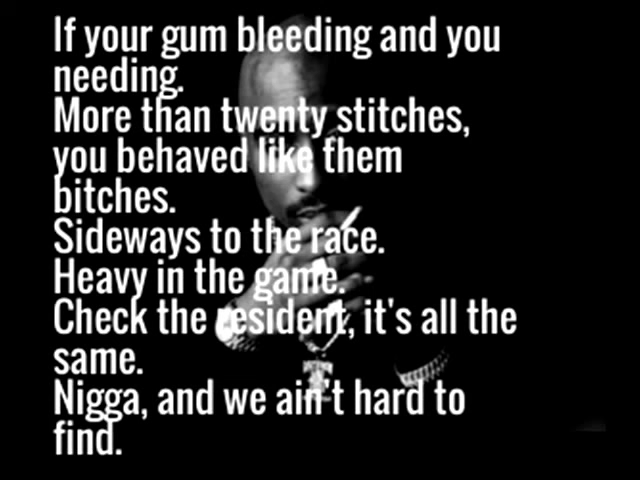 If your gum bleeding and you
needing.
More than twenty stitches,
you behaved like them
bitches.
Sideways to the race.
Heavy in the game.
Check the resident, it's all the
same.
Nigga, and we ain't hard to
find.